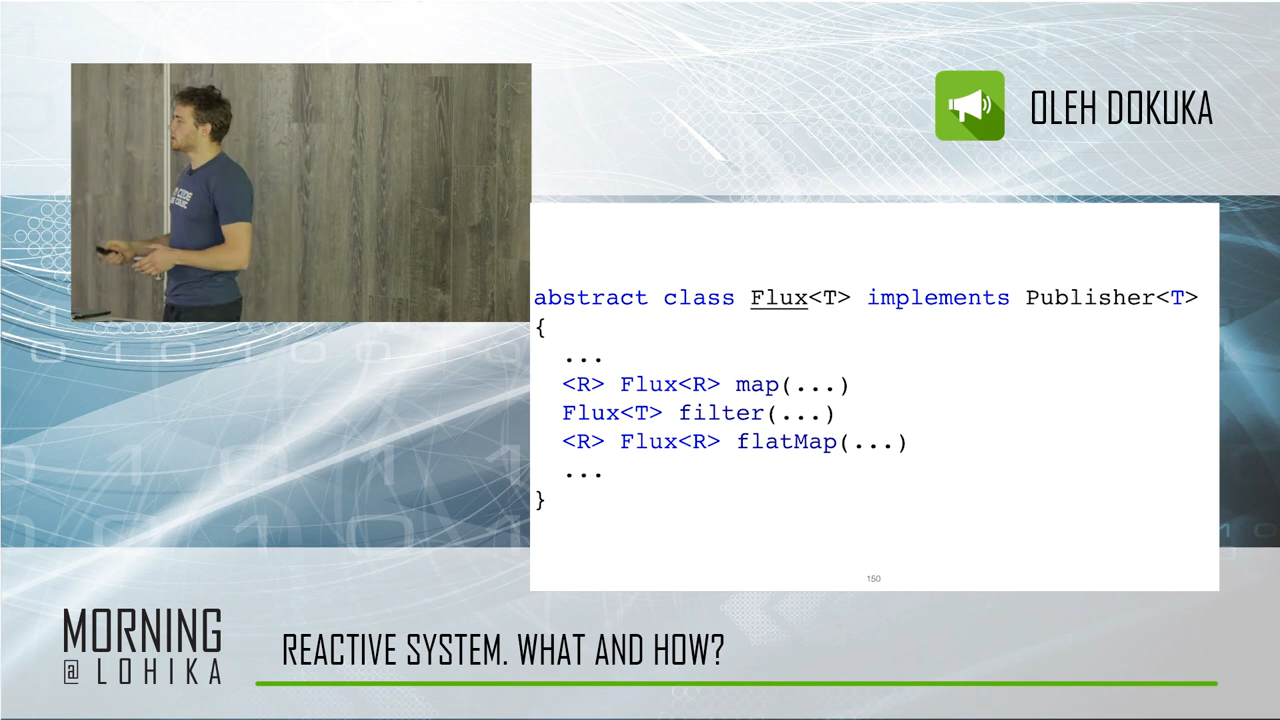 OLEH DOKUKA
abstract class Flux<T> implements Publisher<T>
{
...
<R> Flux<R> map(...)
Flux<T> filter(...)
<R> Flux<R> flatMap(...)
...
}
150
MORNING
@ LOHIKA
REACTIVE SYSTEM. WHAT AND HOW?